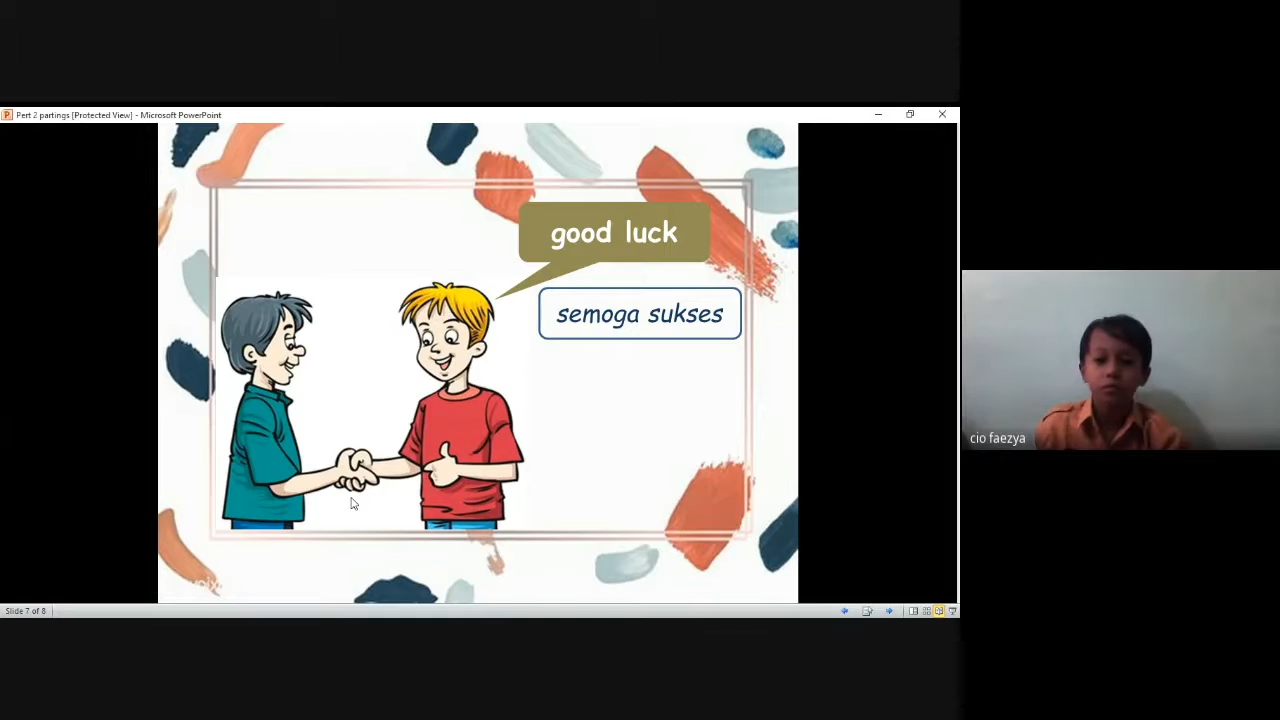 Pert 2 partings [Protected View] - Microsoft PowerPoint
good luck
semoga sukses
cio faezya
Slide 7 of 8